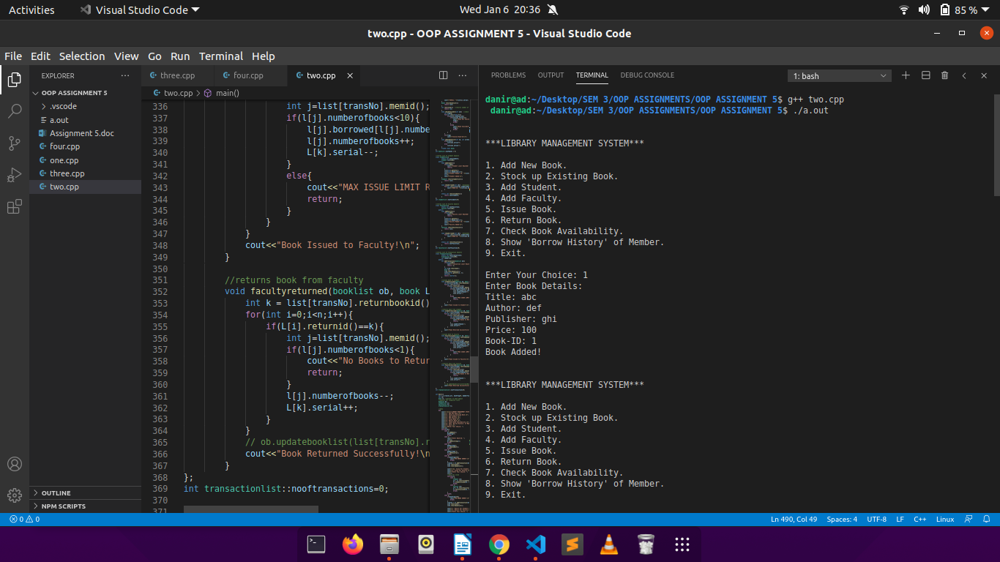 Activities Visual Studio Code Wed Jan 6 20:36 85 %
two.cpp - OOP ASSIGNMENT 5 - Visual Studio Code
File Edit Selection View Go Run Terminal Help
EXPLORER
OOP ASSIGNMENT 5
.vscode
a.out
Assignment 5.doc
four.cpp
one.cpp
three.cpp
two.cpp
OUTLINE
NPM SCRIPTS
three.cpp four.cpp two.cpp
two.cpp > main()
336 int j=list[transNo].memid();
337 if(l[j].numberofbooks<10){
338 l[j].borrowed[l[j].numbe
339 l[j].numberofbooks++;
340 L[k].serial--;
341 }
342 else{
343 cout<<"MAX ISSUE LIMIT R
344 return;
345 }
346 }
347 }
348 cout<<"Book Issued to Faculty!\n";
349 }
350
351 //returns book from faculty
352 void facultyreturned(booklist ob, book L
353 int k = list[transNo].returnbookid()
354 for(int i=0;i<n;i++){
355 if(L[i].returnid()==k){
356 int j=list[transNo].memid();
357 if(l[j].numberofbooks<1){
358 cout<<"No Books to Retur
359 return;
360 }
361 l[j].numberofbooks--;
362 L[k].serial++;
363 }
364 }
365 // ob.updatebooklist(list[transNo].r
366 cout<<"Book Returned Successfully!\n
367 }
368 };
369 int transactionlist::nooftransactions=0;
370
371
PROBLEMS OUTPUT TERMINAL DEBUG CONSOLE 1: bash
danir@ad:~/Desktop/SEM 3/OOP ASSIGNMENTS/OOP ASSIGNMENT 5$ g++ two.cpp
danir@ad:~/Desktop/SEM 3/OOP ASSIGNMENTS/OOP ASSIGNMENT 5$ ./a.out
***LIBRARY MANAGEMENT SYSTEM***
1. Add New Book.
2. Stock up Existing Book.
3. Add Student.
4. Add Faculty.
5. Issue Book.
6. Return Book.
7. Check Book Availability.
8. Show 'Borrow History' of Member.
9. Exit.
Enter Your Choice: 1
Enter Book Details:
Title: abc
Author: def
Publisher: ghi
Price: 100
Book-ID: 1
Book Added!
***LIBRARY MANAGEMENT SYSTEM***
1. Add New Book.
2. Stock up Existing Book.
3. Add Student.
4. Add Faculty.
5. Issue Book.
6. Return Book.
7. Check Book Availability.
8. Show 'Borrow History' of Member.
9. Exit.
0 0 Ln 490, Col 49 Spaces: 4 UTF-8 LF C++ Linux